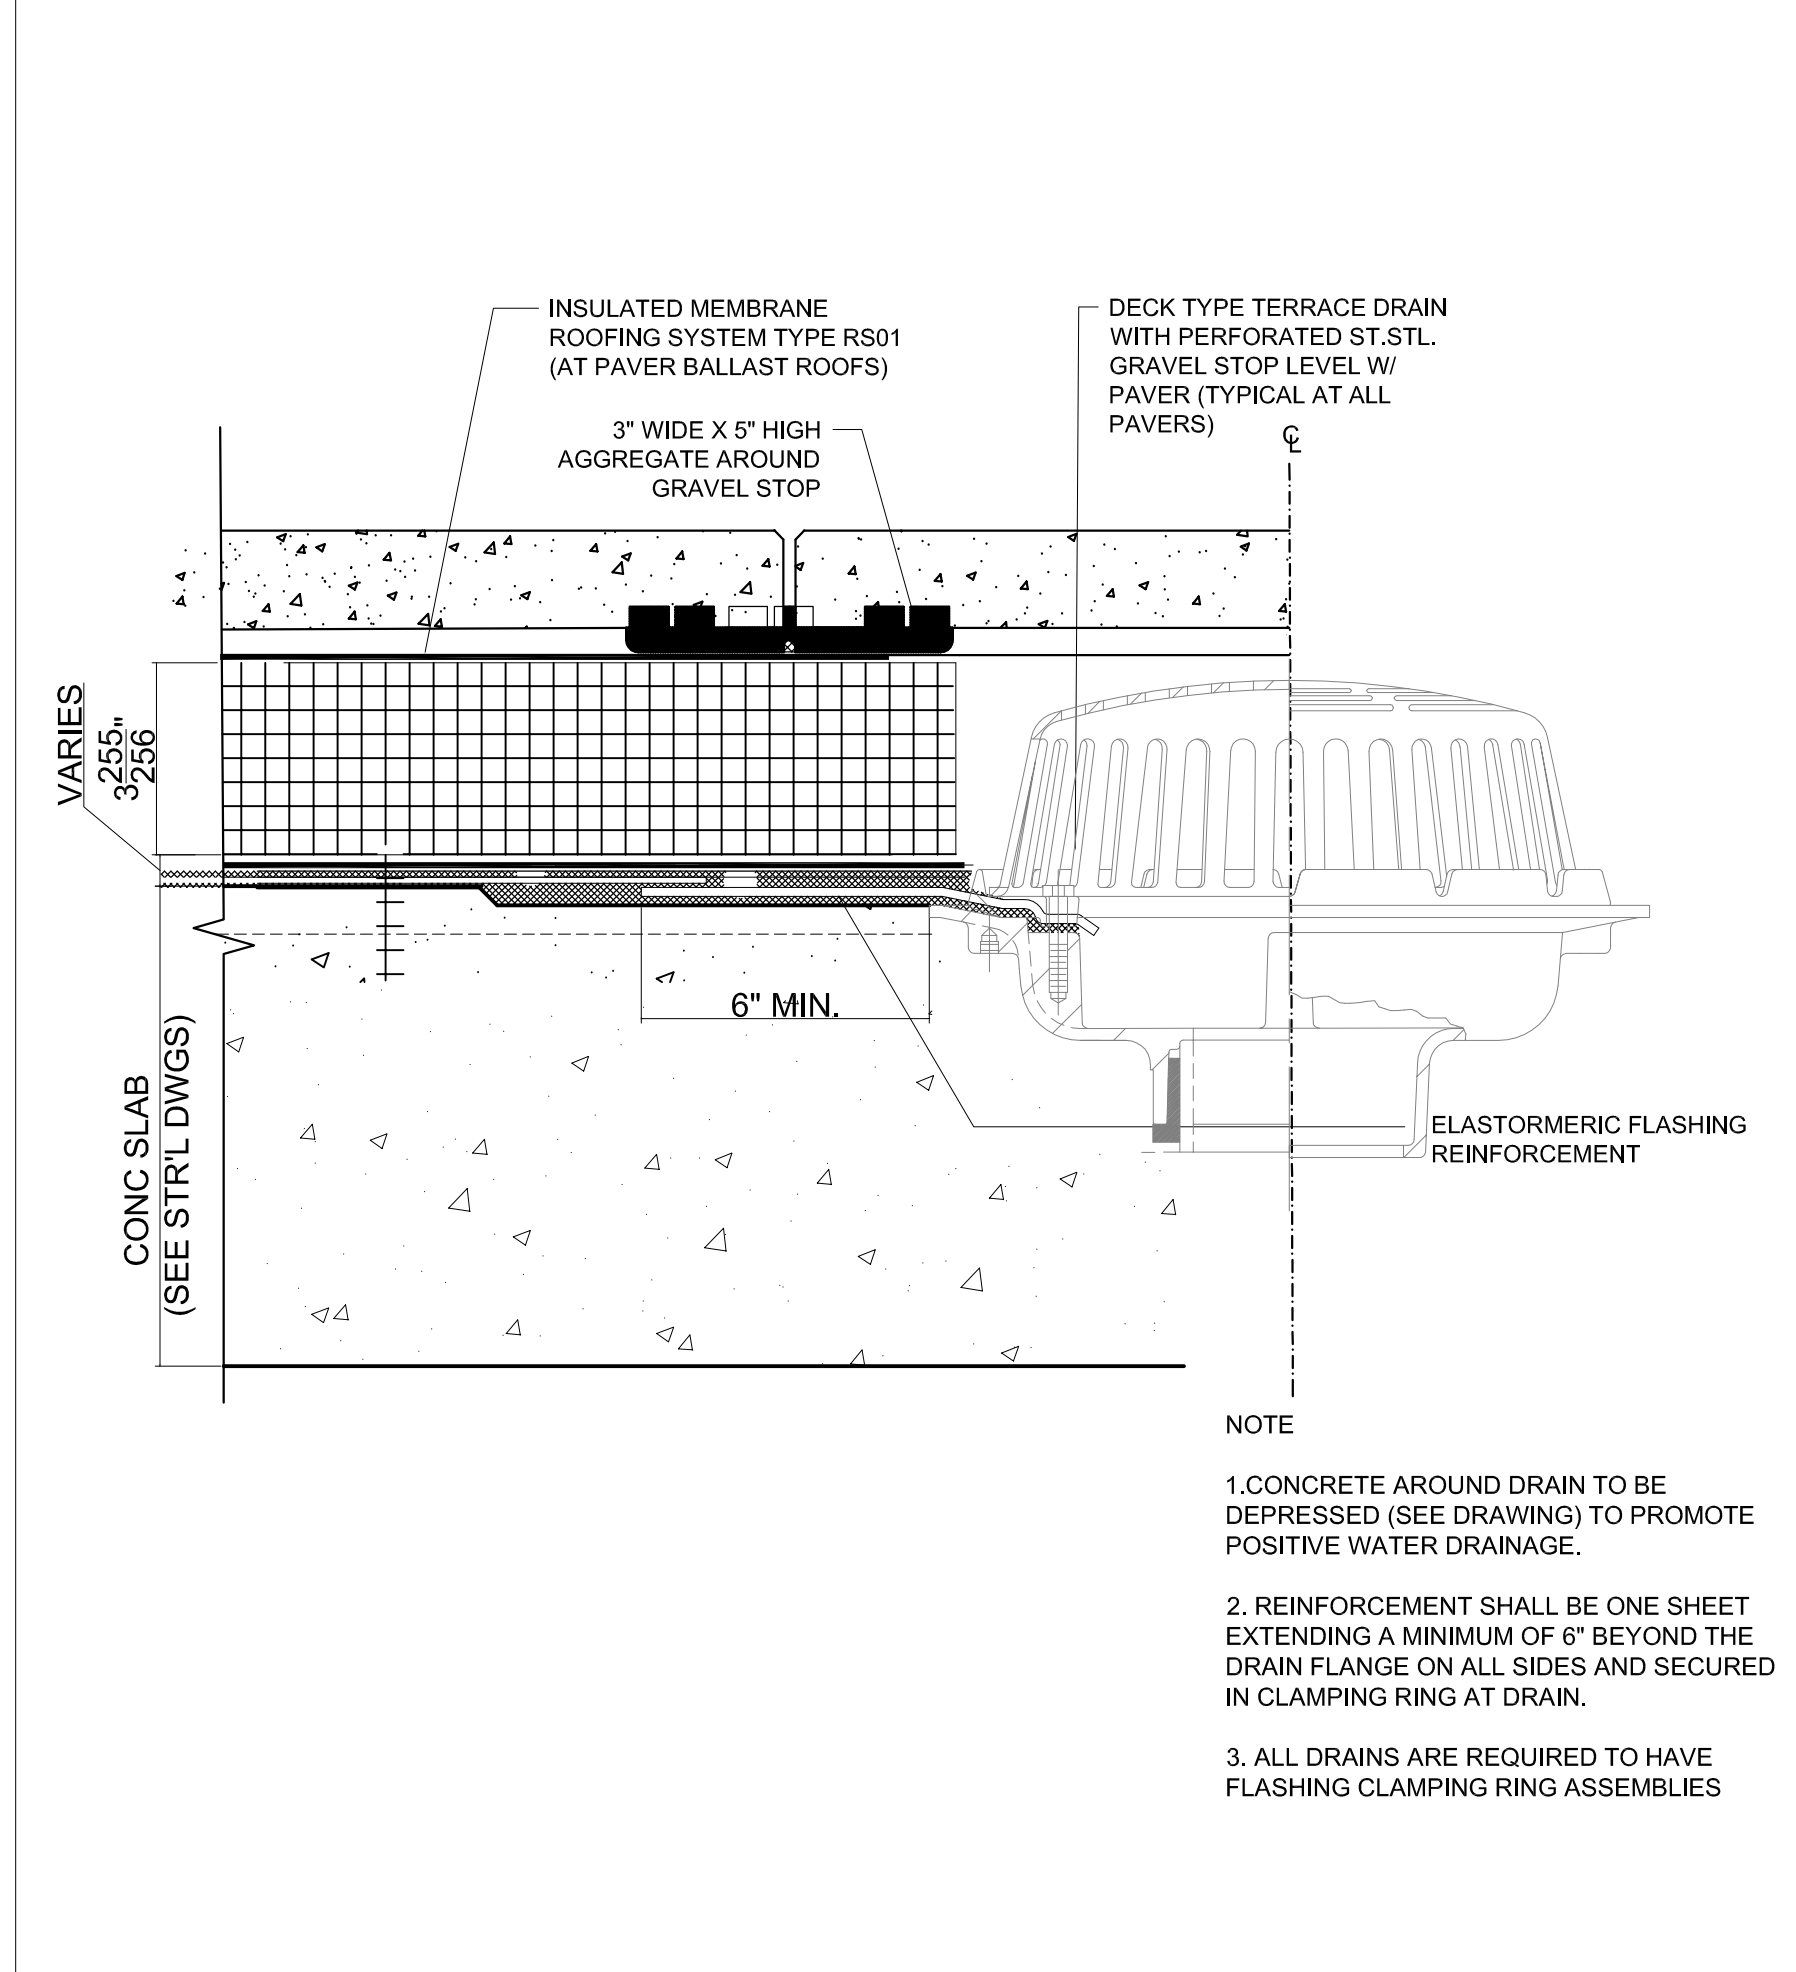 INSULATED MEMBRANE
ROOFING SYSTEM TYPE RS01
(AT PAVER BALLAST ROOFS)
DECK TYPE TERRACE DRAIN
WITH PERFORATED ST.STL.
GRAVEL STOP LEVEL W/
PAVER (TYPICAL AT ALL
PAVERS)
3" WIDE X 5" HIGH
AGGREGATE AROUND
GRAVEL STOP
CL
VARIES
3 255/256"
6" MIN.
CONC SLAB
(SEE STR'L DWGS)
ELASTORMERIC FLASHING
REINFORCEMENT
NOTE
1.CONCRETE AROUND DRAIN TO BE
DEPRESSED (SEE DRAWING) TO PROMOTE
POSITIVE WATER DRAINAGE.
2. REINFORCEMENT SHALL BE ONE SHEET
EXTENDING A MINIMUM OF 6" BEYOND THE
DRAIN FLANGE ON ALL SIDES AND SECURED
IN CLAMPING RING AT DRAIN.
3. ALL DRAINS ARE REQUIRED TO HAVE
FLASHING CLAMPING RING ASSEMBLIES